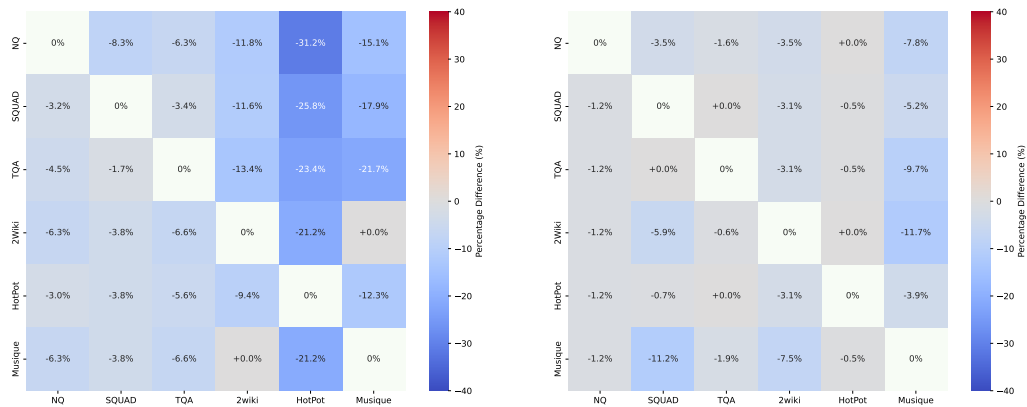 NQ 0% -8.3% -6.3% -11.8% -31.2% -15.1%
SQUAD -3.2% 0% -3.4% -11.6% -25.8% -17.9%
TQA -4.5% -1.7% 0% -13.4% -23.4% -21.7%
2Wiki -6.3% -3.8% -6.6% 0% -21.2% +0.0%
HotPot -3.0% -3.8% -5.6% -9.4% 0% -12.3%
Musique -6.3% -3.8% -6.6% +0.0% -21.2% 0%
NQ SQUAD TQA 2wiki HotPot Musique
40
30
20
10
0
−10
−20
−30
−40
Percentage Difference (%)
NQ 0% -3.5% -1.6% -3.5% +0.0% -7.8%
SQUAD -1.2% 0% +0.0% -3.1% -0.5% -5.2%
TQA -1.2% +0.0% 0% -3.1% -0.5% -9.7%
2Wiki -1.2% -5.9% -0.6% 0% +0.0% -11.7%
HotPot -1.2% -0.7% +0.0% -3.1% 0% -3.9%
Musique -1.2% -11.2% -1.9% -7.5% -0.5% 0%
NQ SQUAD TQA 2wiki HotPot Musique
40
30
20
10
0
−10
−20
−30
−40
Percentage Difference (%)